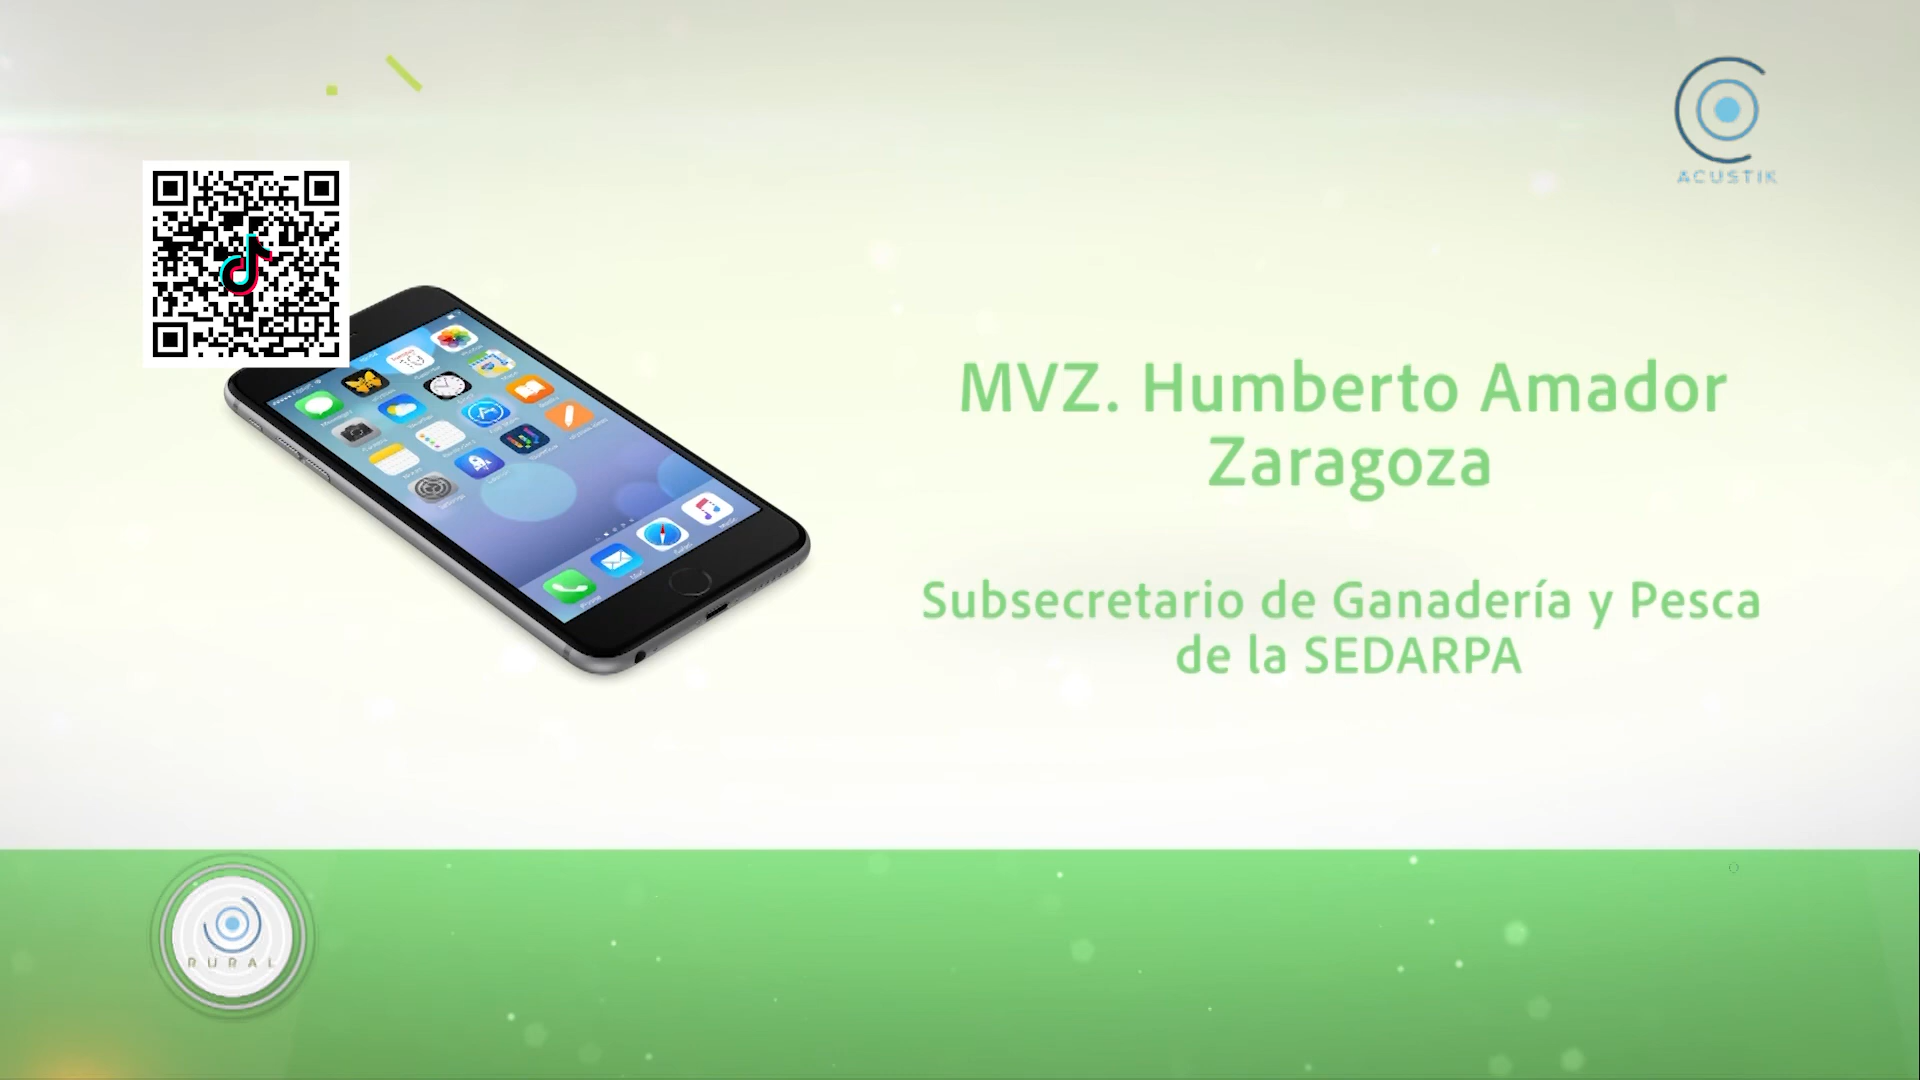 ACUSTIK
MVZ. Humberto Amador
Zaragoza
Subsecretario de Ganadería y Pesca
de la SEDARPA
RURAL